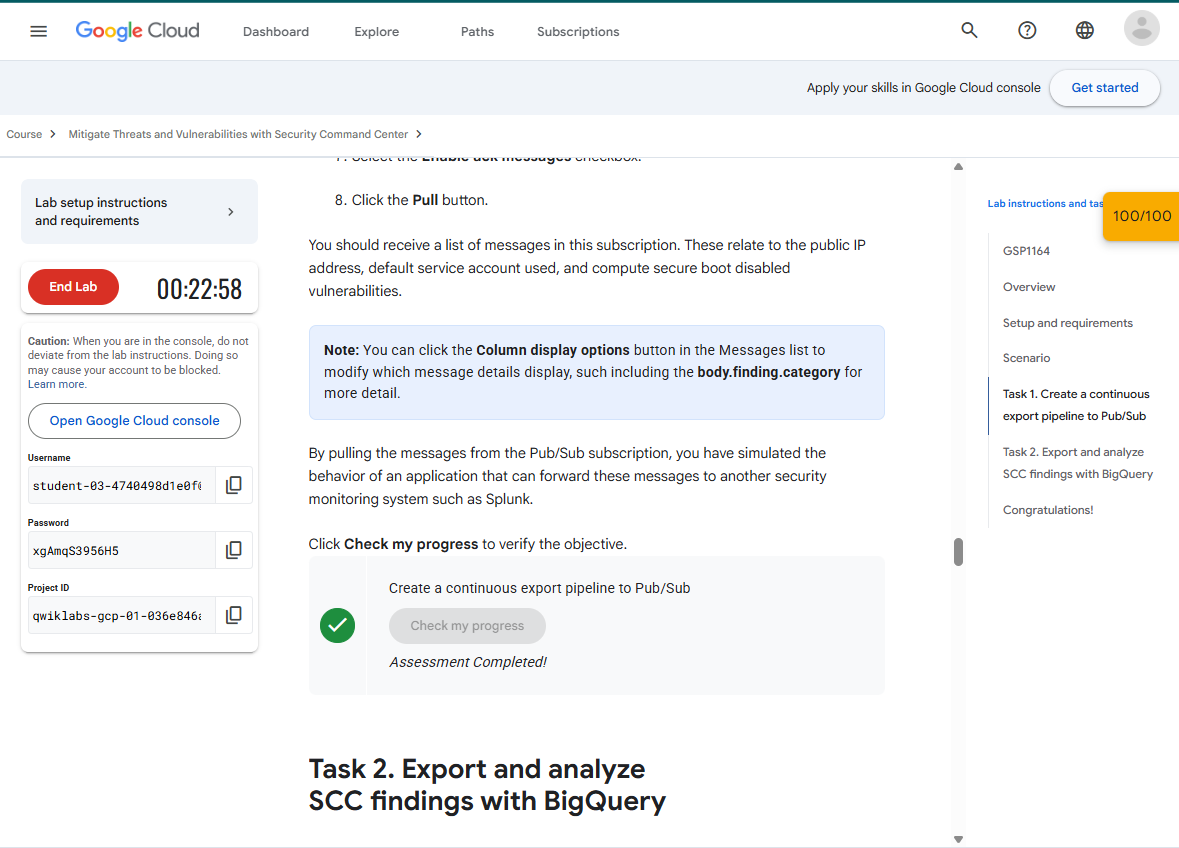 Google Cloud
Dashboard
Explore
Paths
Subscriptions
Apply your skills in Google Cloud console
Get started
Course
Mitigate Threats and Vulnerabilities with Security Command Center
Lab setup instructions
and requirements
End Lab
00:22:58
Caution: When you are in the console, do not
deviate from the lab instructions. Doing so
may cause your account to be blocked.
Learn more.
Open Google Cloud console
Username
student-03-4740498d1e0f
Password
xgAmqS3956H5
Project ID
qwiklabs-gcp-01-036e846a
7. Select the Enable ack messages checkbox.
8. Click the Pull button.
You should receive a list of messages in this subscription. These relate to the public IP
address, default service account used, and compute secure boot disabled
vulnerabilities.
Note: You can click the Column display options button in the Messages list to
modify which message details display, such including the body.finding.category for
more detail.
By pulling the messages from the Pub/Sub subscription, you have simulated the
behavior of an application that can forward these messages to another security
monitoring system such as Splunk.
Click Check my progress to verify the objective.
Create a continuous export pipeline to Pub/Sub
Check my progress
Assessment Completed!
Task 2. Export and analyze
SCC findings with BigQuery
Lab instructions and tas
100/100
GSP1164
Overview
Setup and requirements
Scenario
Task 1. Create a continuous
export pipeline to Pub/Sub
Task 2. Export and analyze
SCC findings with BigQuery
Congratulations!